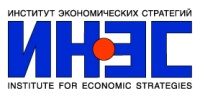 ИНСТИТУТ ЭКОНОМИЧЕСКИХ СТРАТЕГИЙ
ИНЭС
INSTITUTE FOR ECONOMIC STRATEGIES